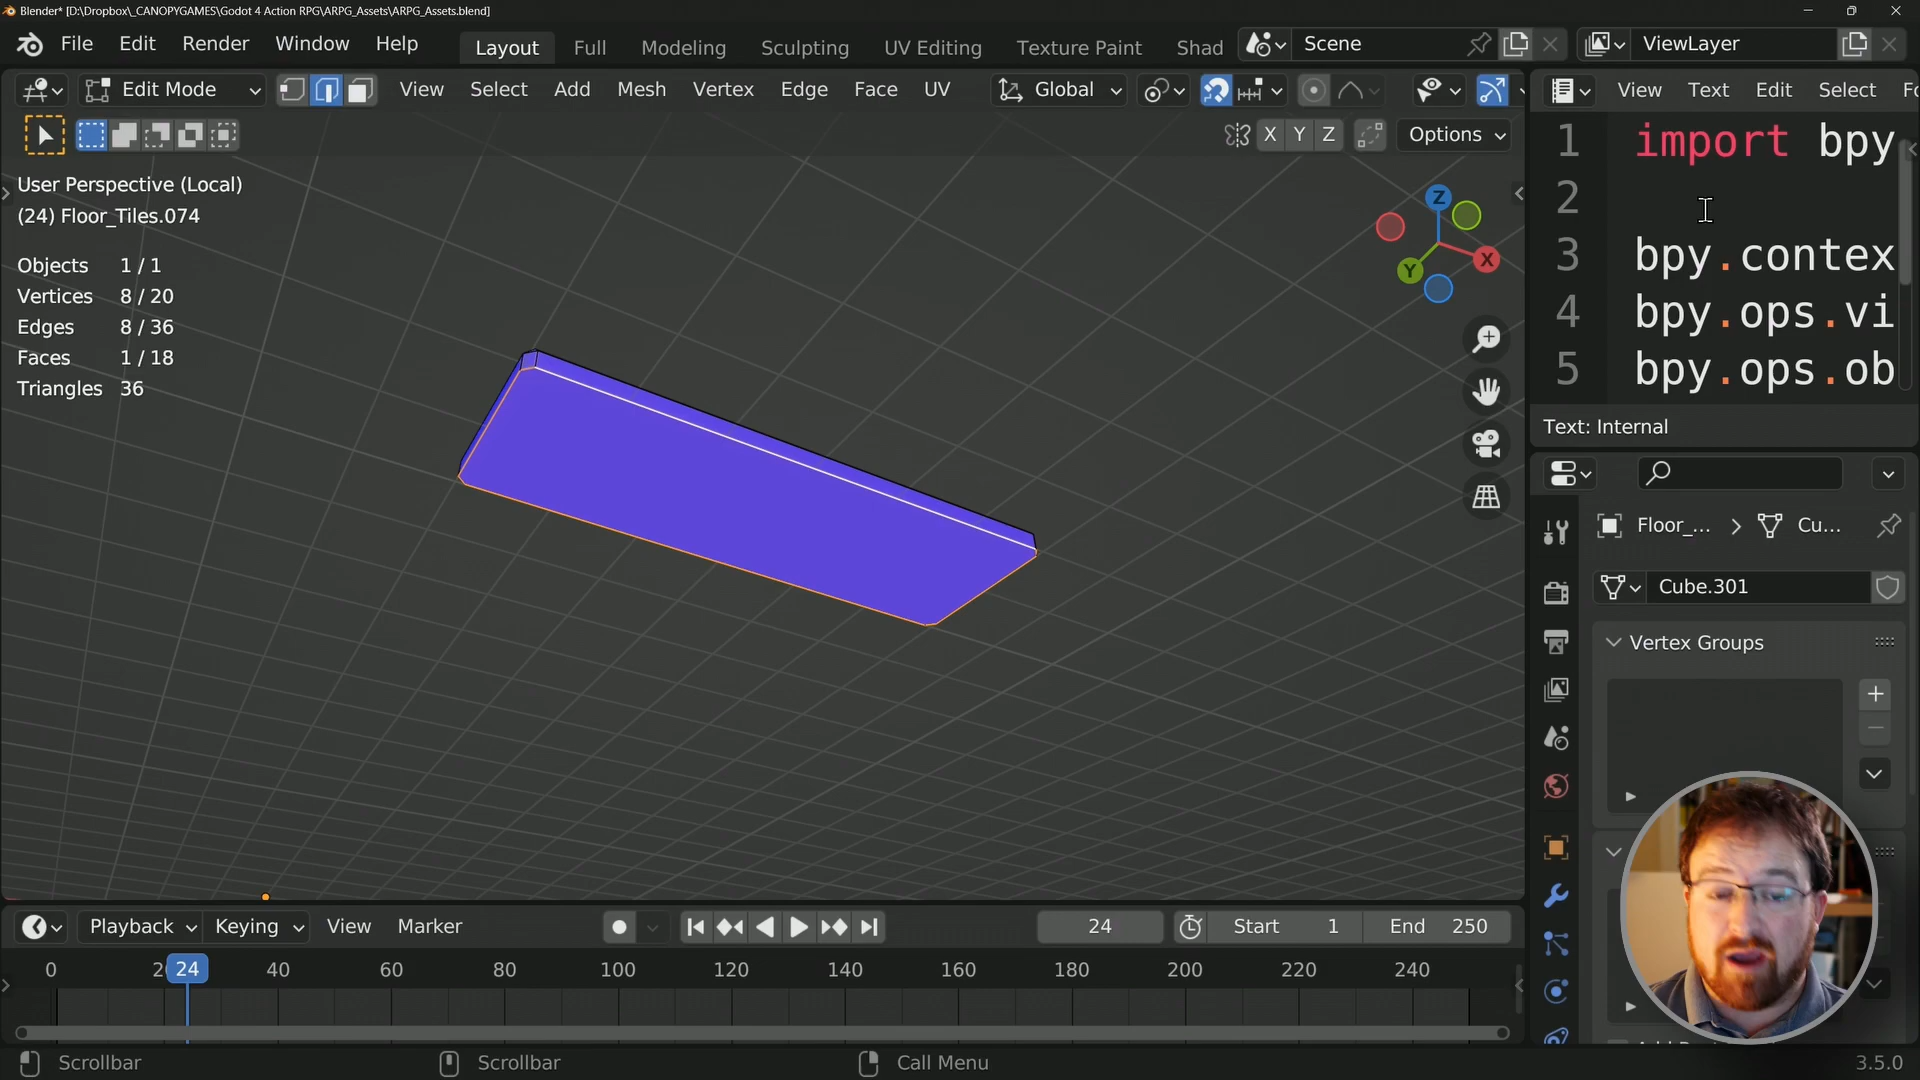 Blender* [D:\Dropbox\_CANOPYGAMES\Godot 4 Action RPG\ARPG_Assets\ARPG_Assets.blend]
File Edit Render Window Help Layout Full Modeling Sculpting UV Editing Texture Paint Shad Scene ViewLayer
Edit Mode View Select Add Mesh Vertex Edge Face UV Global View Text Edit Select Fo
X Y Z Options
User Perspective (Local)
(24) Floor_Tiles.074
Objects 1 / 1
Vertices 8 / 20
Edges 8 / 36
Faces 1 / 18
Triangles 36
Z
X
Y
1 import bpy
2
3 bpy.contex
4 bpy.ops.vi
5 bpy.ops.ob
Text: Internal
Floor_... Cu...
Cube.301
Vertex Groups
Playback Keying View Marker 24 Start 1 End 250
0 2 24 40 60 80 100 120 140 160 180 200 220 240
Scrollbar Scrollbar Call Menu 3.5.0